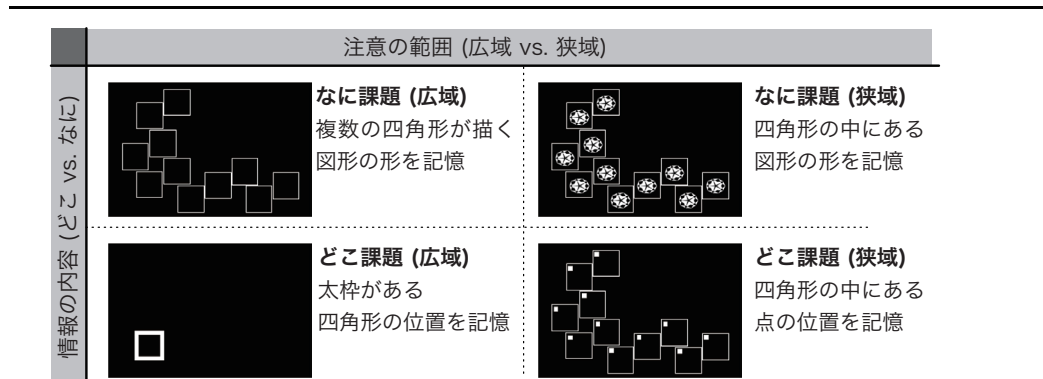 注意の範囲 (広域 vs. 狭域)
情報の内容 (どこ vs. なに)
なに課題 (広域)
複数の四角形が描く
図形の形を記憶
なに課題 (狭域)
四角形の中にある
図形の形を記憶
どこ課題 (広域)
太枠がある
四角形の位置を記憶
どこ課題 (狭域)
四角形の中にある
点の位置を記憶